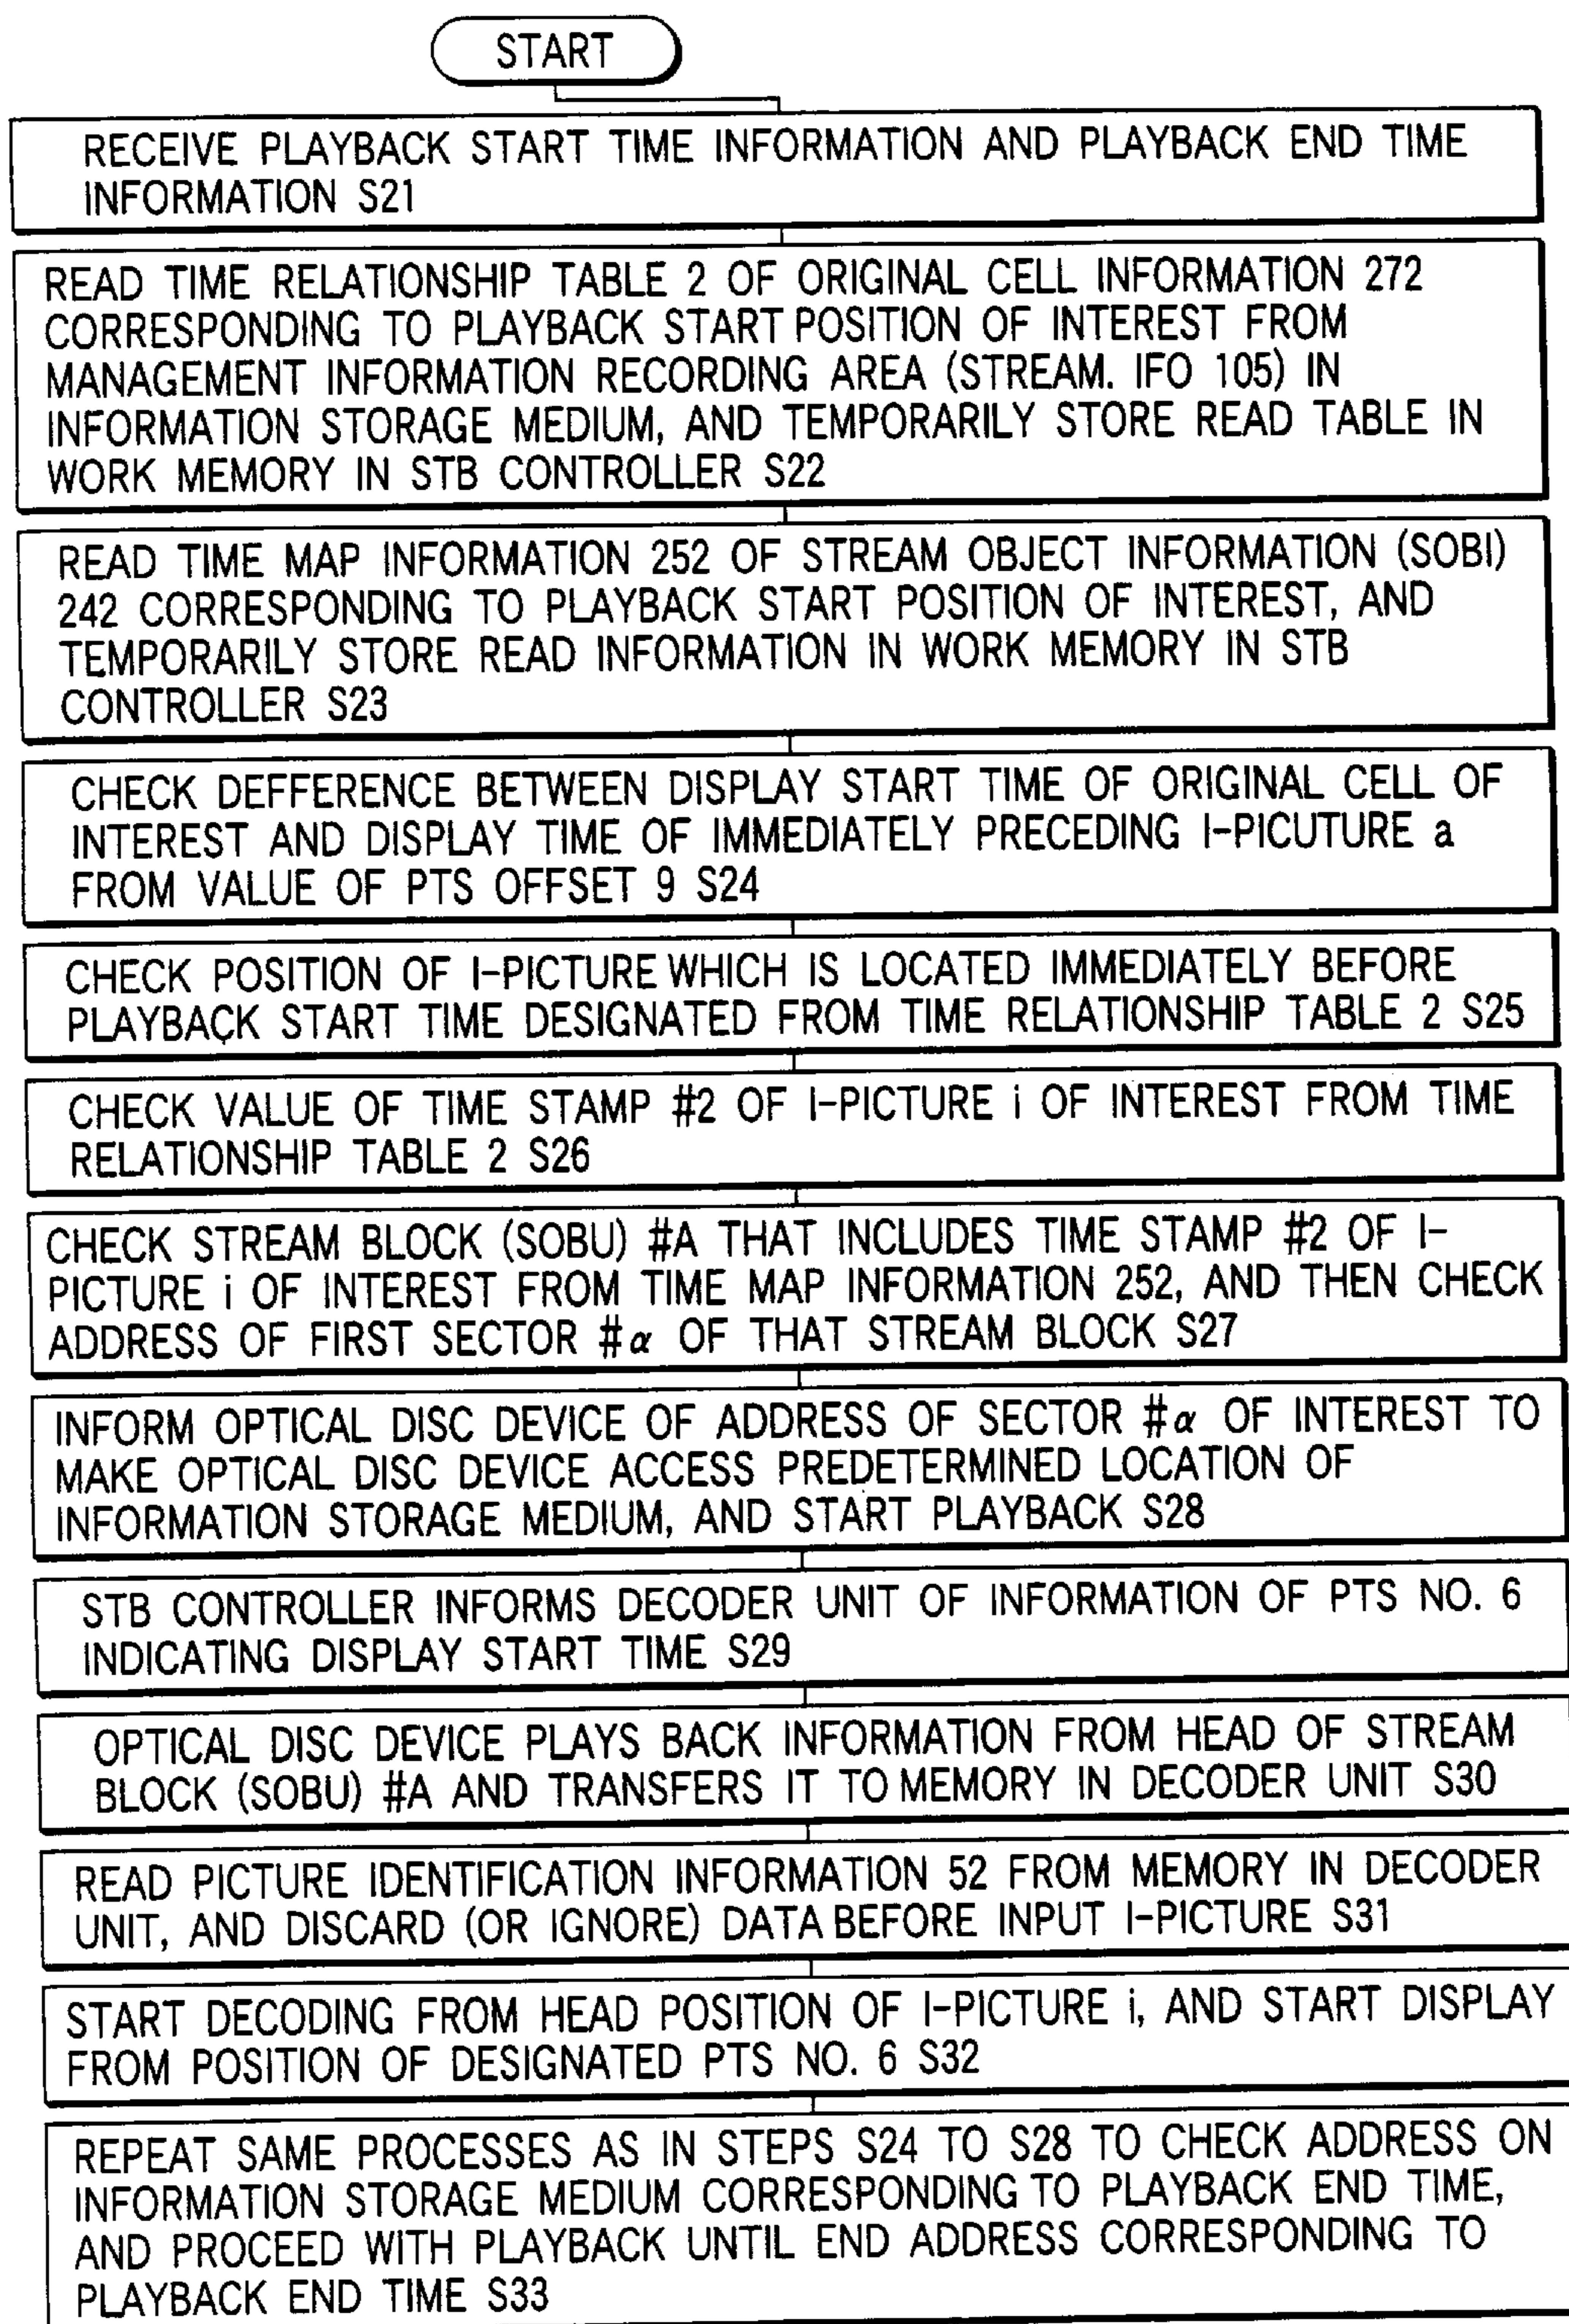 START
RECEIVE PLAYBACK START TIME INFORMATION AND PLAYBACK END TIME
INFORMATION S21
READ TIME RELATIONSHIP TABLE 2 OF ORIGINAL CELL INFORMATION 272
CORRESPONDING TO PLAYBACK START POSITION OF INTEREST FROM
MANAGEMENT INFORMATION RECORDING AREA (STREAM. IFO 105) IN
INFORMATION STORAGE MEDIUM, AND TEMPORARILY STORE READ TABLE IN
WORK MEMORY IN STB CONTROLLER S22
READ TIME MAP INFORMATION 252 OF STREAM OBJECT INFORMATION (SOBI)
242 CORRESPONDING TO PLAYBACK START POSITION OF INTEREST, AND
TEMPORARILY STORE READ INFORMATION IN WORK MEMORY IN STB
CONTROLLER S23
CHECK DEFFERENCE BETWEEN DISPLAY START TIME OF ORIGINAL CELL OF
INTEREST AND DISPLAY TIME OF IMMEDIATELY PRECEDING I-PICUTURE a
FROM VALUE OF PTS OFFSET 9 S24
CHECK POSITION OF I-PICTURE WHICH IS LOCATED IMMEDIATELY BEFORE
PLAYBACK START TIME DESIGNATED FROM TIME RELATIONSHIP TABLE 2 S25
CHECK VALUE OF TIME STAMP #2 OF I-PICTURE i OF INTEREST FROM TIME
RELATIONSHIP TABLE 2 S26
CHECK STREAM BLOCK (SOBU) #A THAT INCLUDES TIME STAMP #2 OF I-
PICTURE i OF INTEREST FROM TIME MAP INFORMATION 252, AND THEN CHECK
ADDRESS OF FIRST SECTOR #α OF THAT STREAM BLOCK S27
INFORM OPTICAL DISC DEVICE OF ADDRESS OF SECTOR #α OF INTEREST TO
MAKE OPTICAL DISC DEVICE ACCESS PREDETERMINED LOCATION OF
INFORMATION STORAGE MEDIUM, AND START PLAYBACK S28
STB CONTROLLER INFORMS DECODER UNIT OF INFORMATION OF PTS NO. 6
INDICATING DISPLAY START TIME S29
OPTICAL DISC DEVICE PLAYS BACK INFORMATION FROM HEAD OF STREAM
BLOCK (SOBU) #A AND TRANSFERS IT TO MEMORY IN DECODER UNIT S30
READ PICTURE IDENTIFICATION INFORMATION 52 FROM MEMORY IN DECODER
UNIT, AND DISCARD (OR IGNORE) DATA BEFORE INPUT I-PICTURE S31
START DECODING FROM HEAD POSITION OF I-PICTURE i, AND START DISPLAY
FROM POSITION OF DESIGNATED PTS NO. 6 S32
REPEAT SAME PROCESSES AS IN STEPS S24 TO S28 TO CHECK ADDRESS ON
INFORMATION STORAGE MEDIUM CORRESPONDING TO PLAYBACK END TIME,
AND PROCEED WITH PLAYBACK UNTIL END ADDRESS CORRESPONDING TO
PLAYBACK END TIME S33